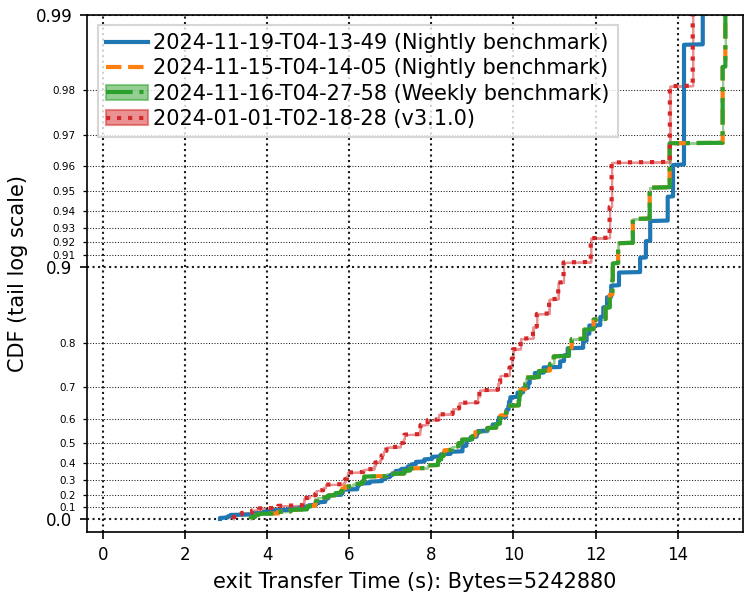 0.99
2024-11-19-T04-13-49 (Nightly benchmark)
2024-11-15-T04-14-05 (Nightly benchmark)
2024-11-16-T04-27-58 (Weekly benchmark)
2024-01-01-T02-18-28 (v3.1.0)
0.98
0.97
0.96
0.95
0.94
0.93
0.92
0.91
0.9
0.8
0.7
0.6
0.5
0.4
0.3
0.2
0.1
0.0
CDF (tail log scale)
0 2 4 6 8 10 12 14
exit Transfer Time (s): Bytes=5242880